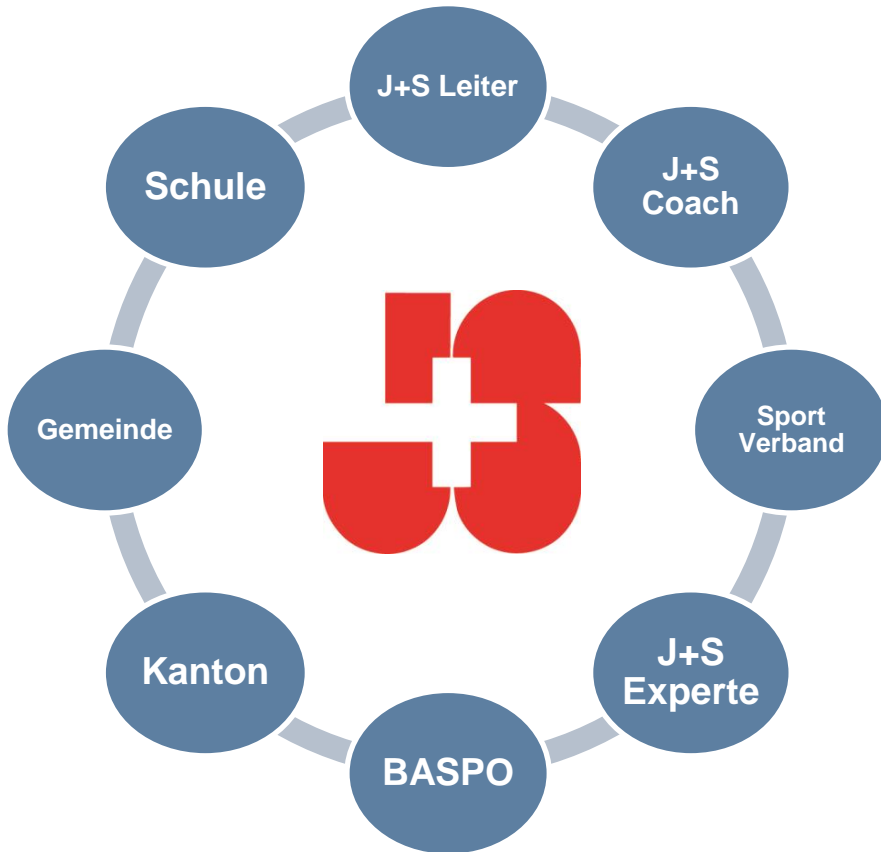 J+S Leiter
J+S
Coach
Sport
Verband
J+S
Experte
BASPO
Kanton
Gemeinde
Schule
J+S